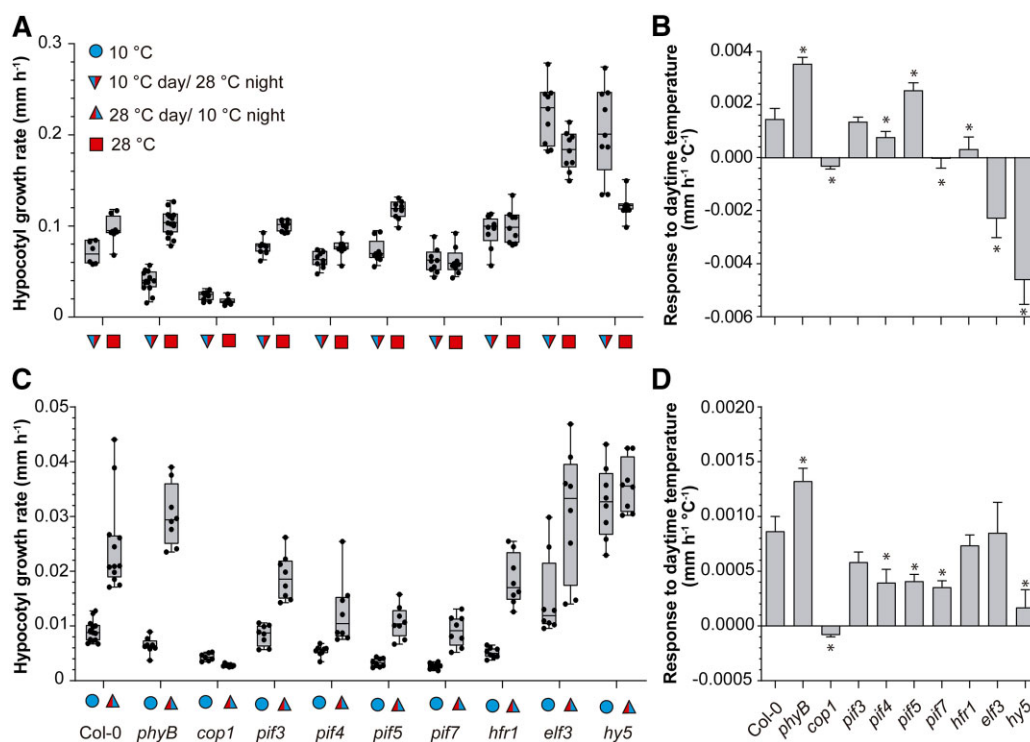 A
Hypocotyl growth rate (mm h⁻¹)
0.3
0.2
0.1
0
10 °C
10 °C day/ 28 °C night
28 °C day/ 10 °C night
28 °C
B
Response to daytime temperature
(mm h⁻¹ °C⁻¹)
0.004
0.002
0.000
-0.002
-0.004
-0.006
* * * * * * * *
C
Hypocotyl growth rate (mm h⁻¹)
0.05
0.04
0.03
0.02
0.01
0
Col-0 phyB cop1 pif3 pif4 pif5 pif7 hfr1 elf3 hy5
D
Response to daytime temperature
(mm h⁻¹ °C⁻¹)
0.0020
0.0015
0.0010
0.0005
0.0000
-0.0005
* * * * * *
Col-0 phyB cop1 pif3 pif4 pif5 pif7 hfr1 elf3 hy5